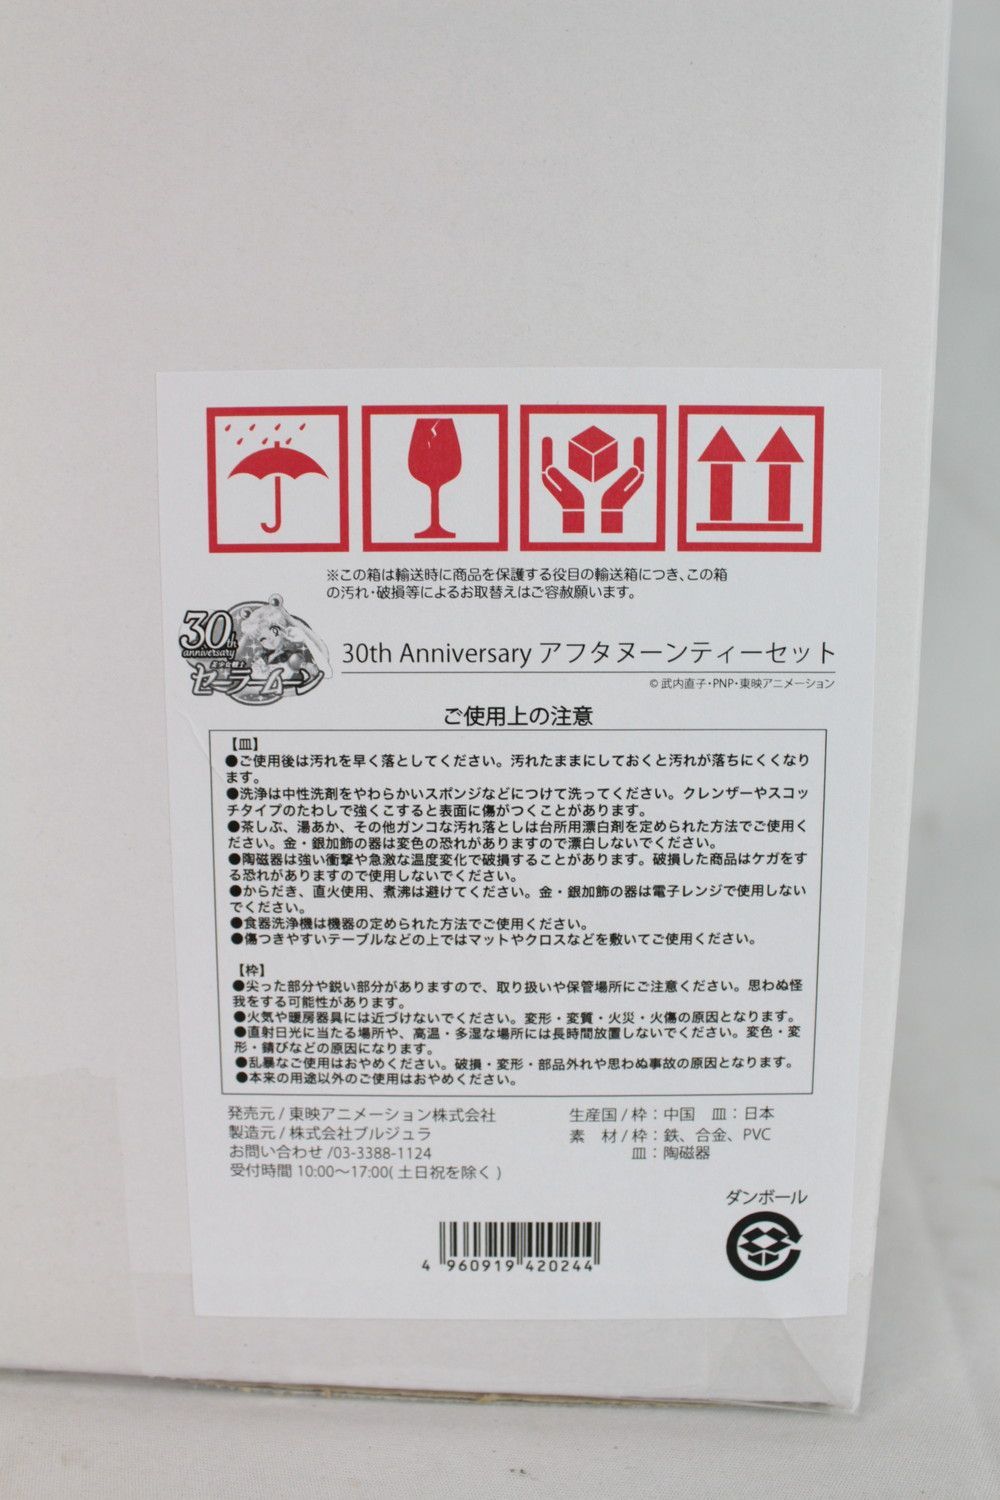 ※この箱は輸送時に商品を保護する役目の輸送箱につき、この箱
の汚れ・破損等によるお取替えはご容赦願います。
30th
anniversary
美少女戦士
セーラームーン
30th Anniversary アフタヌーンティーセット
© 武内直子・PNP・東映アニメーション
ご使用上の注意
【皿】
●ご使用後は汚れを早く落としてください。汚れたままにしておくと汚れが落ちにくくなり
ます。
●洗浄は中性洗剤をやわらかいスポンジなどにつけて洗ってください。クレンザーやスコッ
チタイプのたわしで強くこすると表面に傷がつくことがあります。
●茶しぶ、湯あか、その他ガンコな汚れ落としは台所用漂白剤を定められた方法でご使用く
ださい。金・銀加飾の器は変色の恐れがありますので漂白しないでください。
●陶磁器は強い衝撃や急激な温度変化で破損することがあります。破損した商品はケガをす
る恐れがありますので使用しないでください。
●からだき、直火使用、煮沸は避けてください。金・銀加飾の器は電子レンジで使用しない
でください。
●食器洗浄機は機器の定められた方法でご使用ください。
●傷つきやすいテーブルなどの上ではマットやクロスなどを敷いてご使用ください。
【枠】
●尖った部分や鋭い部分がありますので、取り扱いや保管場所にご注意ください。思わぬ怪
我をする可能性があります。
●火気や暖房器具には近づけないでください。変形・変質・火災・火傷の原因となります。
●直射日光に当たる場所や、高温・多湿な場所には長時間放置しないでください。変色・変
形・錆びなどの原因になります。
●乱暴なご使用はおやめください。破損・変形・部品外れや思わぬ事故の原因となります。
●本来の用途以外のご使用はおやめください。
発売元 / 東映アニメーション株式会社
製造元 / 株式会社ブルジュラ
お問い合わせ /03-3388-1124
受付時間 10:00～17:00( 土日祝を除く )
生産国 / 枠：中国　皿：日本
素　材 / 枠：鉄、合金、PVC
皿：陶磁器
ダンボール
4 960919 420244